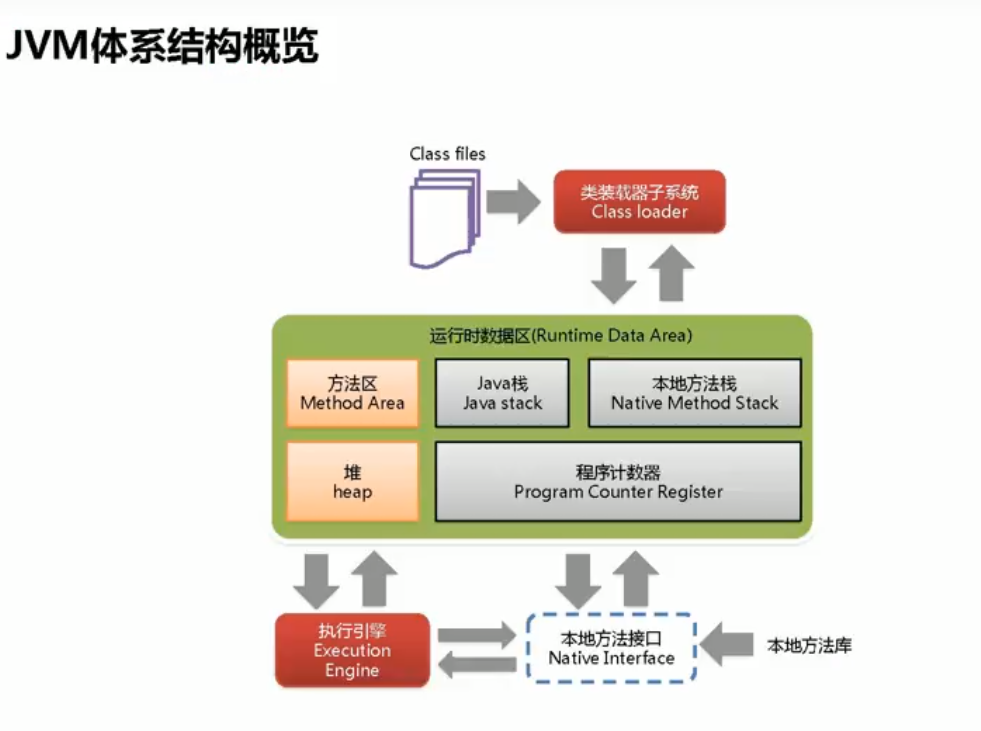 JVM体系结构概览
Class files
类装载器子系统
Class loader
运行时数据区(Runtime Data Area)
方法区
Method Area
Java栈
Java stack
本地方法栈
Native Method Stack
堆
heap
程序计数器
Program Counter Register
执行引擎
Execution
Engine
本地方法接口
Native Interface
本地方法库